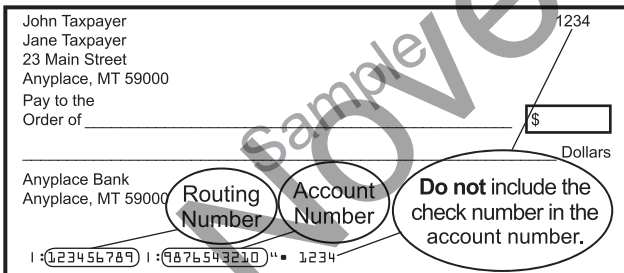 John Taxpayer 1234
Jane Taxpayer
23 Main Street
Anyplace, MT 59000
Pay to the
Order of $
Dollars
Anyplace Bank
Anyplace, MT 59000
Routing Number
Account Number
Do not include the
check number in the
account number.
|:123456789 |:9876543210 "▪ 1234
Sample